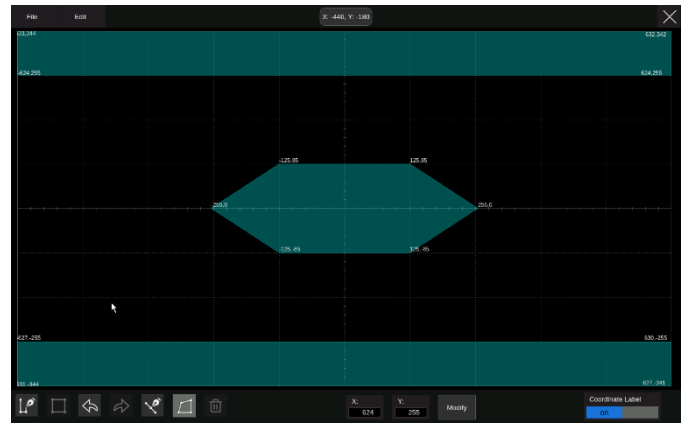 File Edit X: -446, Y: -180
-633,344 632,342
-624,255 624,255
-125,85 125,85
255,0 255,0
-125,-85 125,-85
-627,-255 630,-255
-344 627,-341
X: Y: Coordinate Label
624 255 Modify on